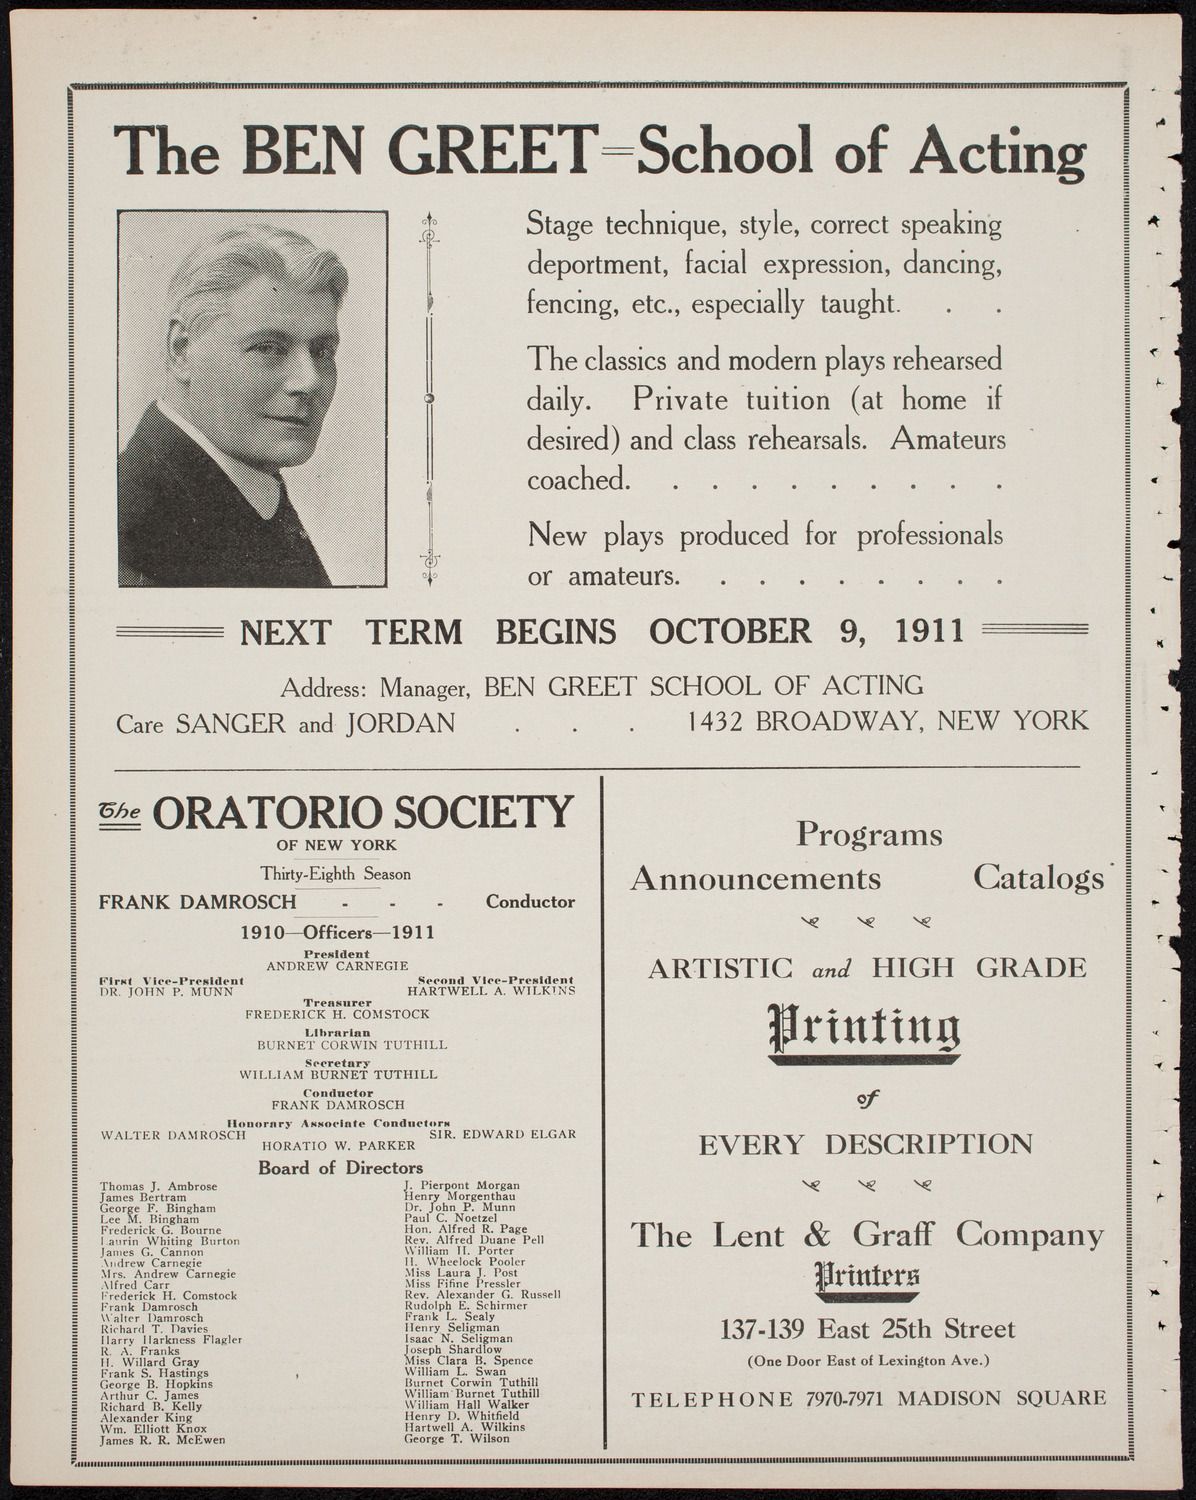 The BEN GREET=School of Acting
Stage technique, style, correct speaking
deportment, facial expression, dancing,
fencing, etc., especially taught. . .
The classics and modern plays rehearsed
daily. Private tuition (at home if
desired) and class rehearsals. Amateurs
coached. . . . . . . . . .
New plays produced for professionals
or amateurs. . . . . . . . .
NEXT TERM BEGINS OCTOBER 9, 1911
Address: Manager, BEN GREET SCHOOL OF ACTING
Care SANGER and JORDAN . . . 1432 BROADWAY, NEW YORK
The ORATORIO SOCIETY
OF NEW YORK
Thirty-Eighth Season
FRANK DAMROSCH - - - Conductor
1910—Officers—1911
President
ANDREW CARNEGIE
First Vice-President Second Vice-President
DR. JOHN P. MUNN HARTWELL A. WILKINS
Treasurer
FREDERICK H. COMSTOCK
Librarian
BURNET CORWIN TUTHILL
Secretary
WILLIAM BURNET TUTHILL
Conductor
FRANK DAMROSCH
Honorary Associate Conductors
WALTER DAMROSCH SIR. EDWARD ELGAR
HORATIO W. PARKER
Board of Directors
Thomas J. Ambrose
James Bertram
George F. Bingham
Lee M. Bingham
Frederick G. Bourne
Laurin Whiting Burton
James G. Cannon
Andrew Carnegie
Mrs. Andrew Carnegie
Alfred Carr
Frederick H. Comstock
Frank Damrosch
Walter Damrosch
Richard T. Davies
Harry Harkness Flagler
R. A. Franks
H. Willard Gray
Frank S. Hastings
George B. Hopkins
Arthur C. James
Richard B. Kelly
Alexander King
Wm. Elliott Knox
James R. R. McEwen
J. Pierpont Morgan
Henry Morgenthau
Dr. John P. Munn
Paul C. Noetzel
Hon. Alfred R. Page
Rev. Alfred Duane Pell
William H. Porter
H. Wheelock Pooler
Miss Laura J. Post
Miss Fifine Pressler
Rev. Alexander G. Russell
Rudolph E. Schirmer
Frank L. Sealy
Henry Seligman
Isaac N. Seligman
Joseph Shardlow
Miss Clara B. Spence
William L. Swan
Burnet Corwin Tuthill
William Burnet Tuthill
William Hall Walker
Henry D. Whitfield
Hartwell A. Wilkins
George T. Wilson
Programs
Announcements Catalogs
ARTISTIC and HIGH GRADE
Printing
of
EVERY DESCRIPTION
The Lent & Graff Company
Printers
137-139 East 25th Street
(One Door East of Lexington Ave.)
TELEPHONE 7970-7971 MADISON SQUARE